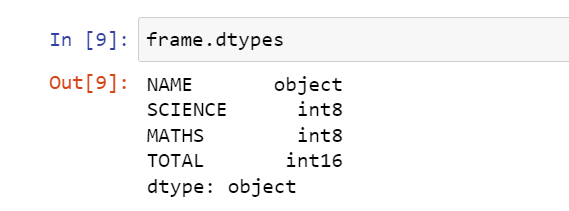 In [9]: frame.dtypes
Out[9]: NAME object
SCIENCE int8
MATHS int8
TOTAL int16
dtype: object